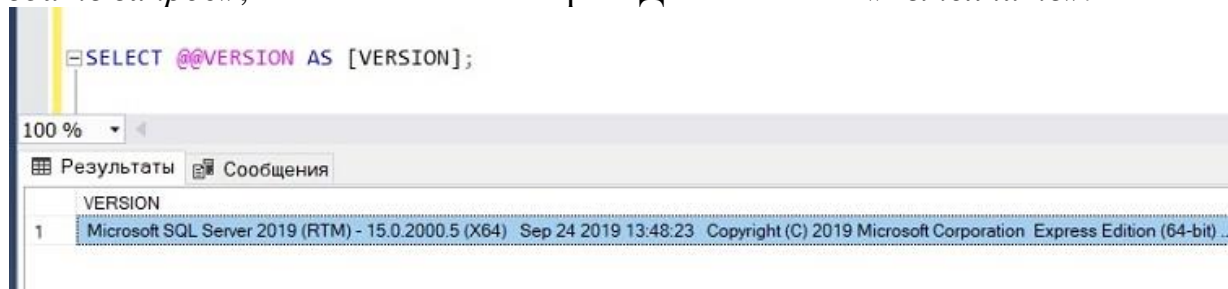 SELECT @@VERSION AS [VERSION];
100 %
Результаты Сообщения
VERSION
1 Microsoft SQL Server 2019 (RTM) - 15.0.2000.5 (X64) Sep 24 2019 13:48:23 Copyright (C) 2019 Microsoft Corporation Express Edition (64-bit) ...